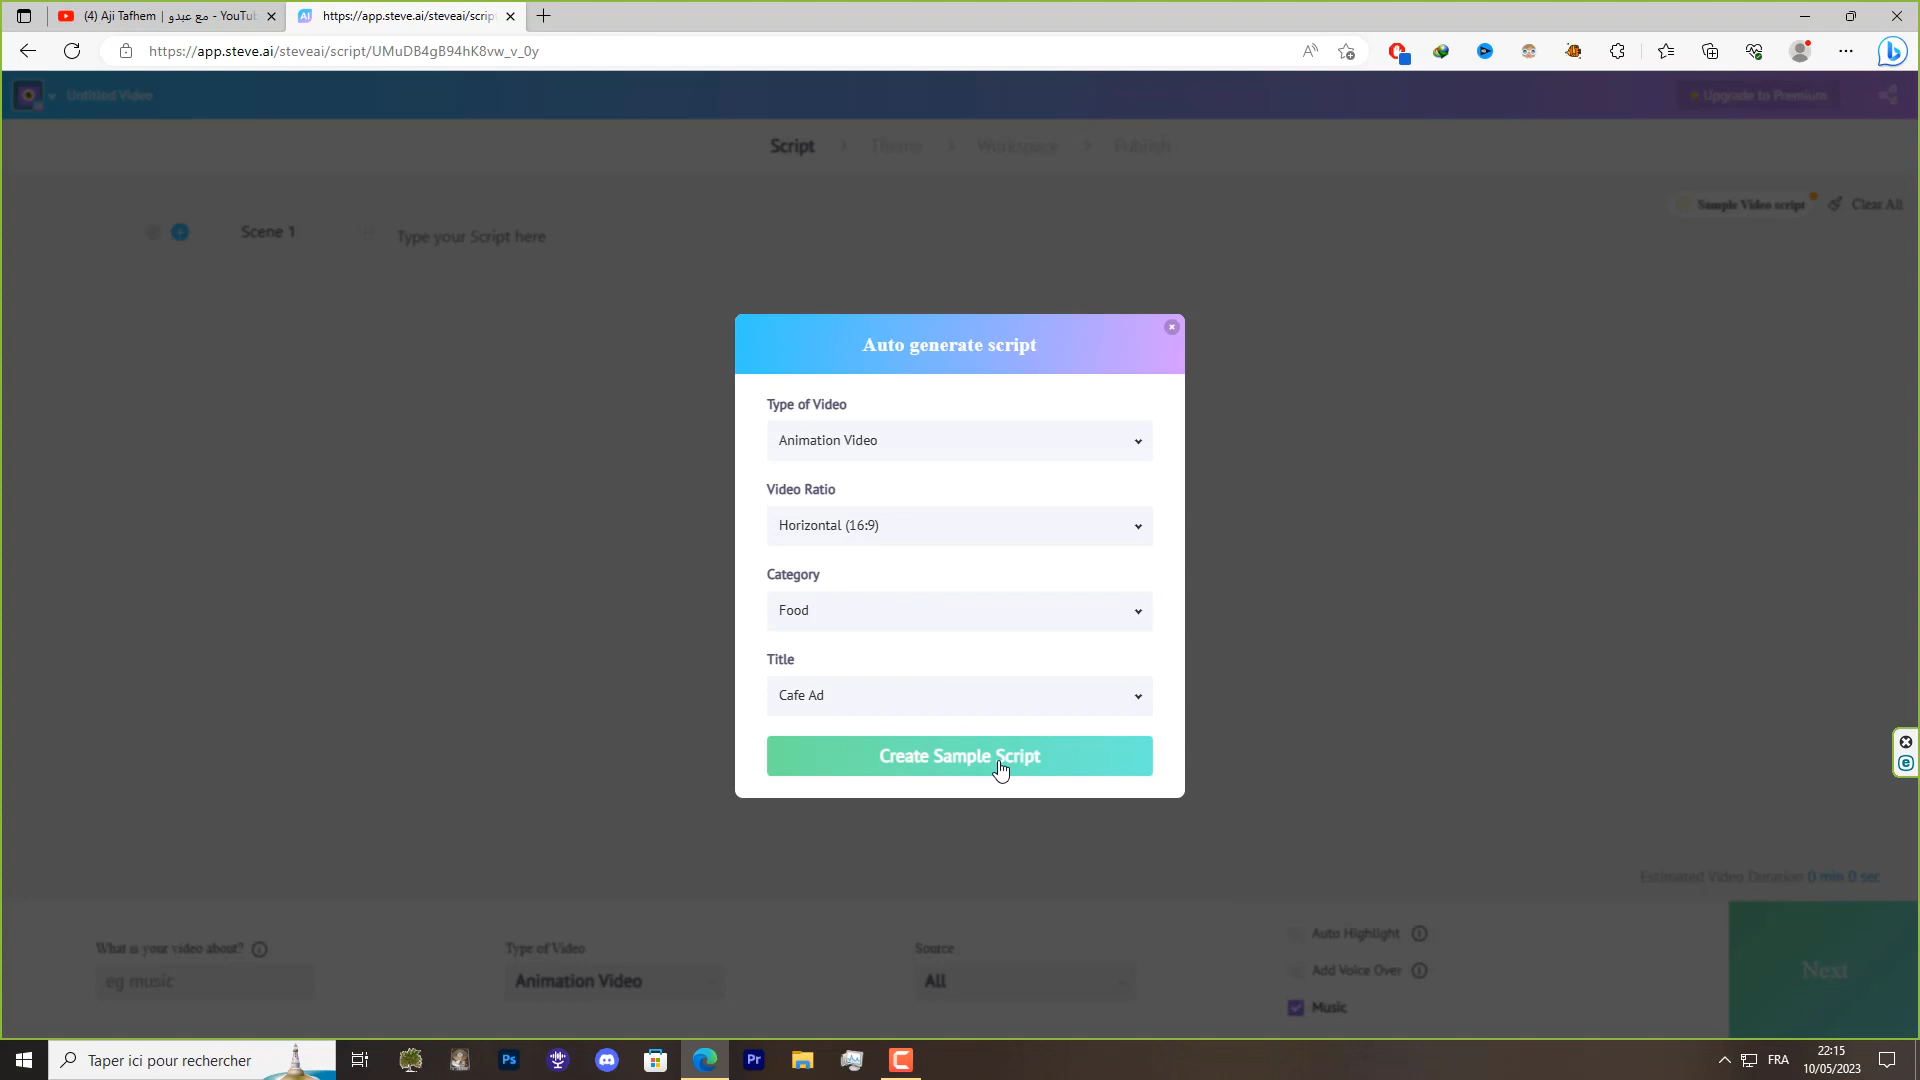 (4) Aji Tafhem | مع عبدو - YouTub
https://app.steve.ai/steveai/script
https://app.steve.ai/steveai/script/UMuDB4gB94hK8vw_v_0y
Untitled Video
Upgrade to Premium
Script
Theme
Workspace
Publish
Sample Video script
Clear All
Scene 1
Type your Script here
Auto generate script
Type of Video
Animation Video
Video Ratio
Horizontal (16:9)
Category
Food
Title
Cafe Ad
Create Sample Script
Estimated Video Duration 0 min 0 sec
What is your video about?
eg music
Type of Video
Animation Video
Source
All
Auto Highlight
Add Voice Over
Music
Next
Taper ici pour rechercher
Ps
Pr
FRA
22:15
10/05/2023